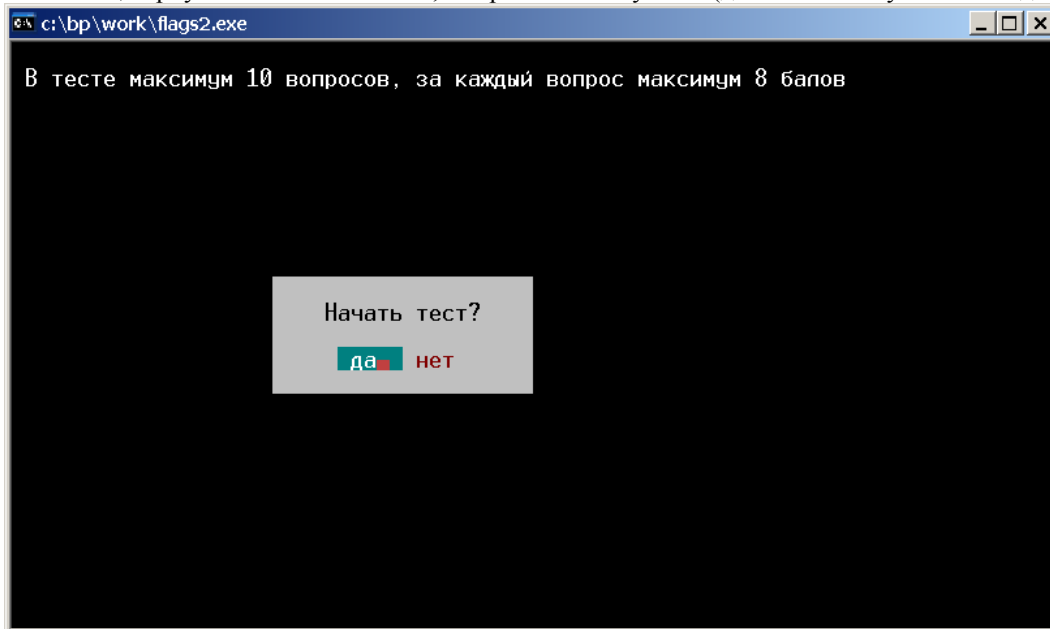 c:\bp\work\flags2.exe
В тесте максимум 10 вопросов, за каждый вопрос максимум 8 балов
Начать тест?
да нет